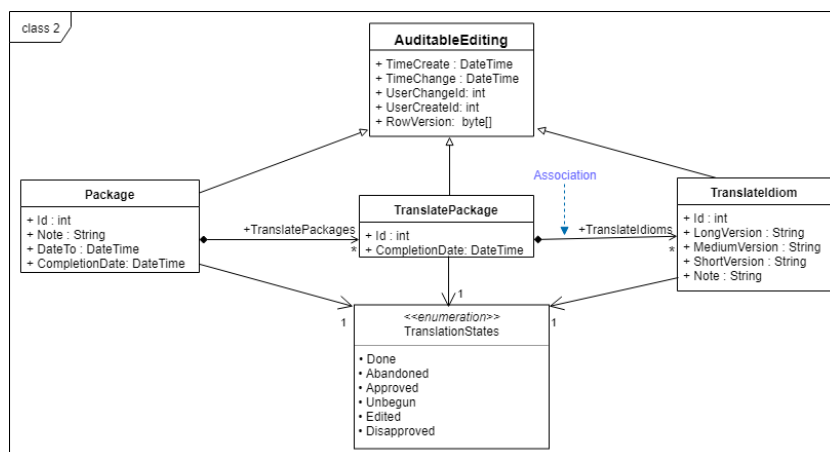 class 2
AuditableEditing
+ TimeCreate : DateTime
+ TimeChange : DateTime
+ UserChangeId: int
+ UserCreateId: int
+ RowVersion: byte[]
Package
+ Id : int
+ Note : String
+ DateTo : DateTime
+ CompletionDate: DateTime
+TranslatePackages
*
TranslatePackage
+ Id : int
+ CompletionDate: DateTime
Association
+TranslateIdioms
*
TranslateIdiom
+ Id : int
+ LongVersion : String
+ MediumVersion : String
+ ShortVersion : String
+ Note : String
1
1
1
<<enumeration>>
TranslationStates
• Done
• Abandoned
• Approved
• Unbegun
• Edited
• Disapproved